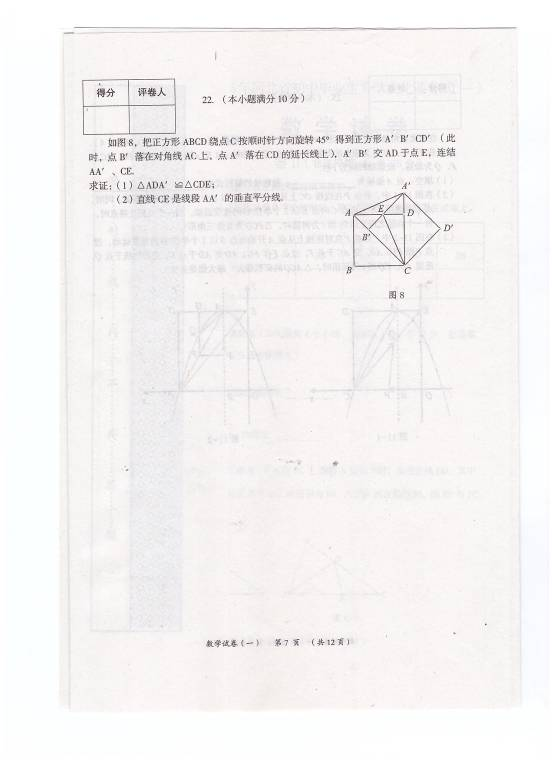 得分 评卷人
22. （本小题满分10分）
如图8，把正方形ABCD绕点C按顺时针方向旋转45°得到正方形A′B′CD′（此
时，点B′落在对角线AC上，点A′落在CD的延长线上），A′B′交AD于点E，连结
AA′、CE.
求证：（1）△ADA′≌△CDE；
（2）直线CE是线段AA′的垂直平分线.
A′
A E D
B′ D′
B C
图8
数学试卷（一） 第7页 （共12页）